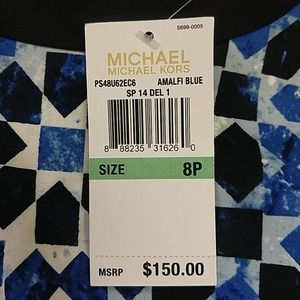 S699-0005
MICHAEL
MICHAEL KORS
PS48U62EC6 AMALFI BLUE
SP 14 DEL 1
8 88235 31626 0
SIZE 8P
MSRP $150.00